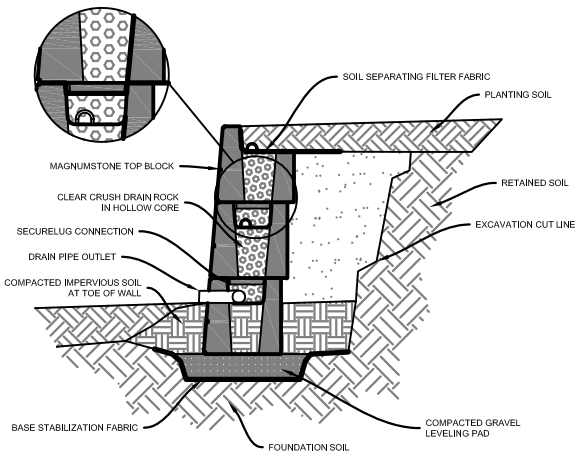 SOIL SEPARATING FILTER FABRIC
PLANTING SOIL
MAGNUMSTONE TOP BLOCK
RETAINED SOIL
CLEAR CRUSH DRAIN ROCK
IN HOLLOW CORE
EXCAVATION CUT LINE
SECURELUG CONNECTION
DRAIN PIPE OUTLET
COMPACTED IMPERVIOUS SOIL
AT TOE OF WALL
BASE STABILIZATION FABRIC
COMPACTED GRAVEL
LEVELING PAD
FOUNDATION SOIL